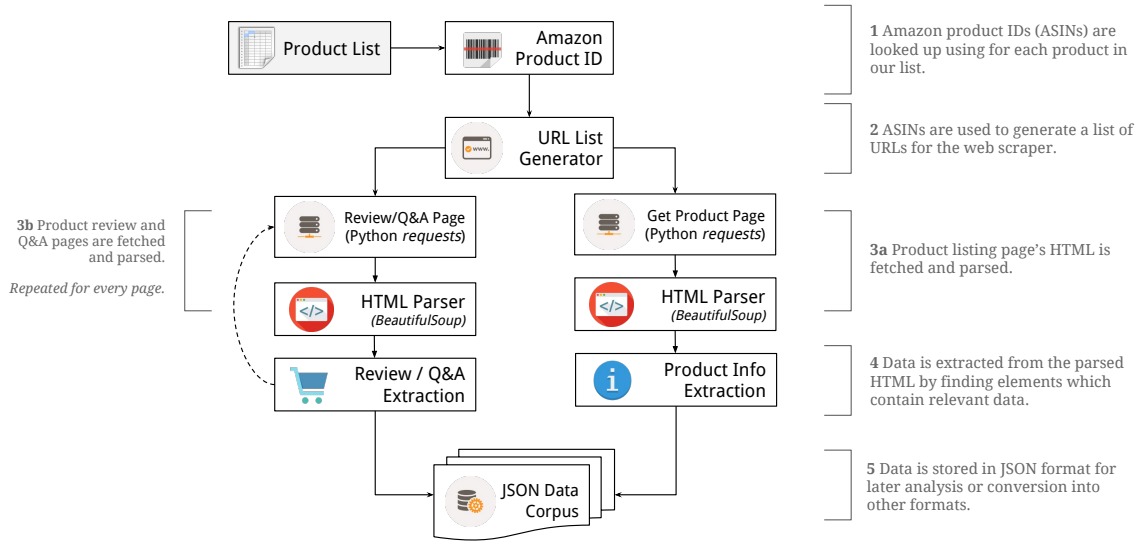 Product List
Amazon
Product ID
1 Amazon product IDs (ASINs) are
looked up using for each product in
our list.
www.
URL List
Generator
2 ASINs are used to generate a list of
URLs for the web scraper.
3b Product review and
Q&A pages are fetched
and parsed.
Repeated for every page.
Review/Q&A Page
(Python requests)
Get Product Page
(Python requests)
3a Product listing page's HTML is
fetched and parsed.
</>
HTML Parser
(BeautifulSoup)
</>
HTML Parser
(BeautifulSoup)
Review / Q&A
Extraction
i
Product Info
Extraction
4 Data is extracted from the parsed
HTML by finding elements which
contain relevant data.
JSON Data
Corpus
5 Data is stored in JSON format for
later analysis or conversion into
other formats.